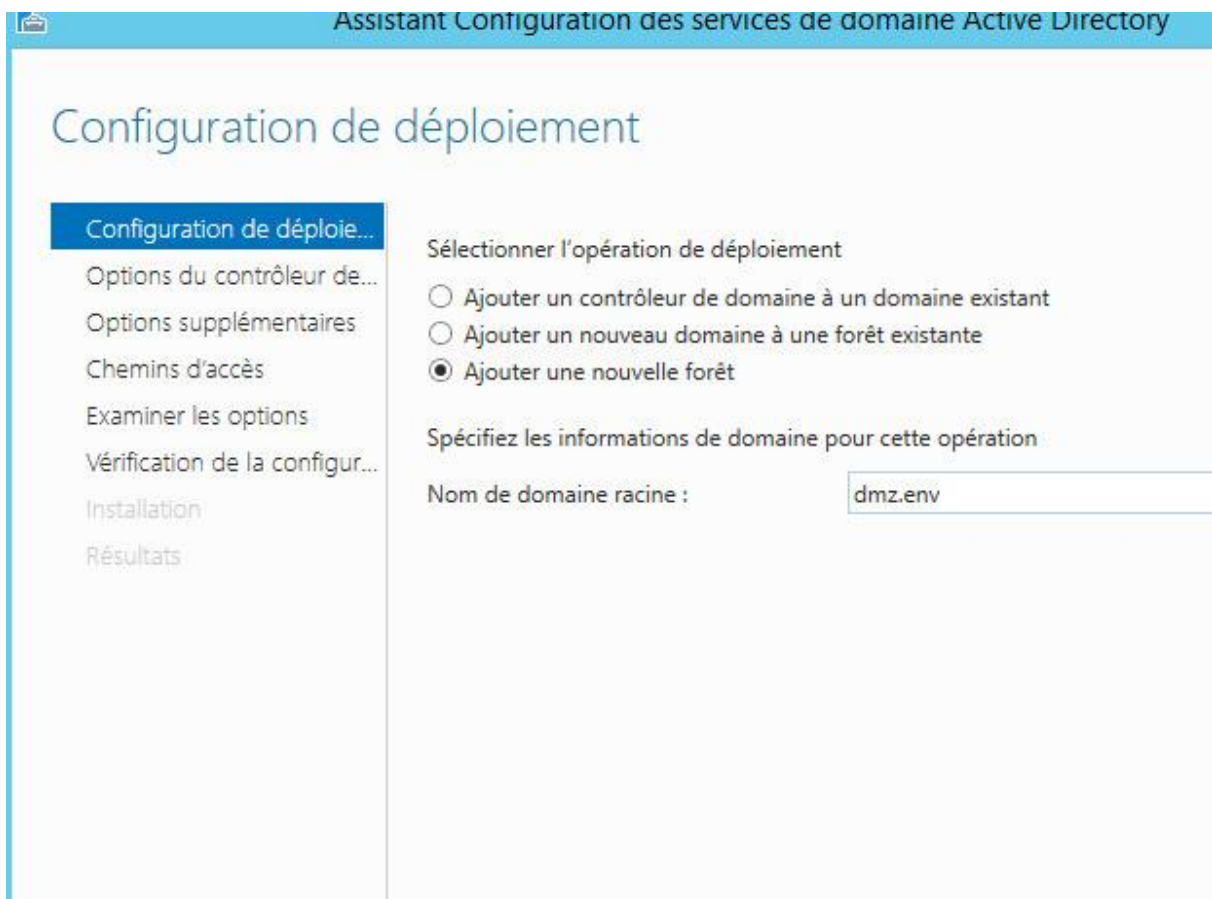 Assistant Configuration des services de domaine Active Directory
Configuration de déploiement
Configuration de déploie...
Options du contrôleur de...
Options supplémentaires
Chemins d'accès
Examiner les options
Vérification de la configur...
Installation
Résultats
Sélectionner l'opération de déploiement
Ajouter un contrôleur de domaine à un domaine existant
Ajouter un nouveau domaine à une forêt existante
Ajouter une nouvelle forêt
Spécifiez les informations de domaine pour cette opération
Nom de domaine racine : dmz.env